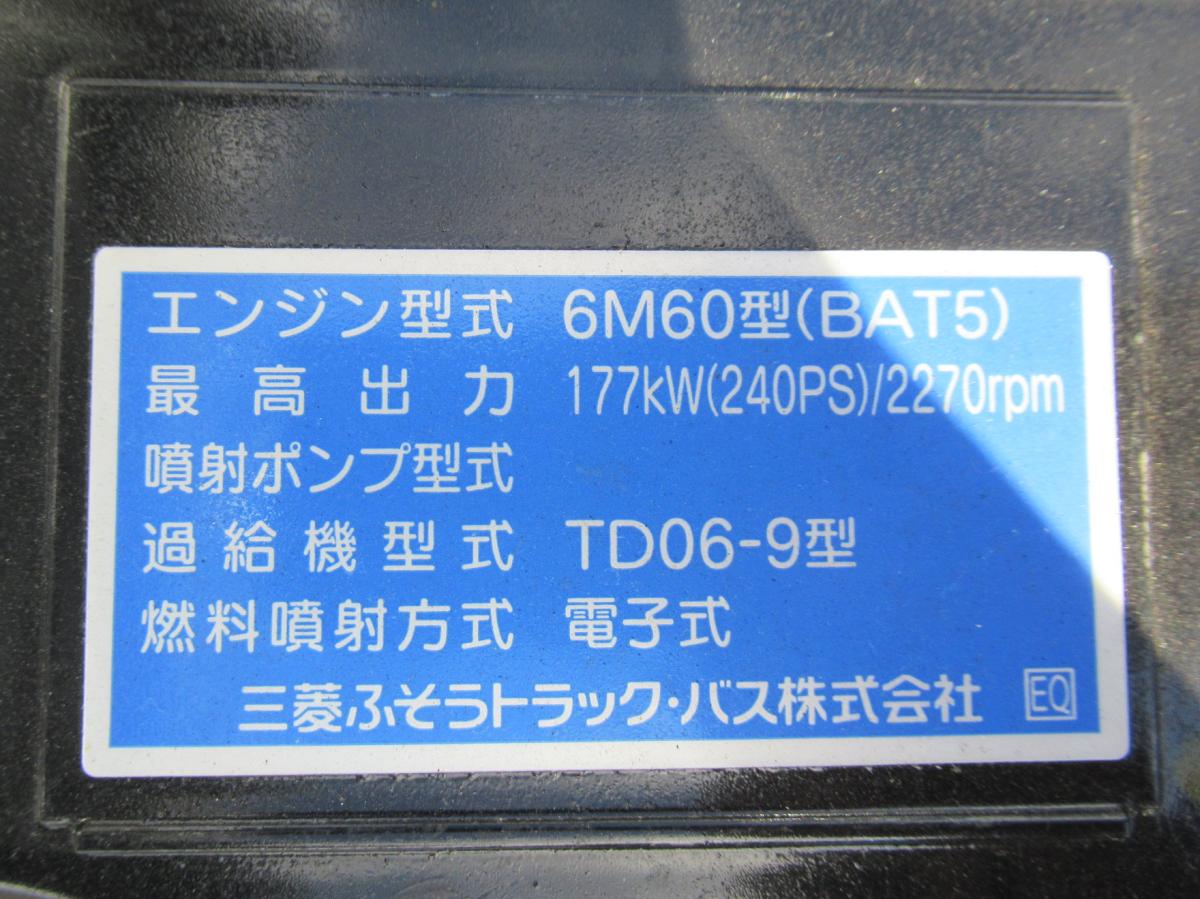 エンジン型式 6M60型(BAT5)
最高出力 177kW(240PS)/2270rpm
噴射ポンプ型式
過給機型式 TD06-9型
燃料噴射方式 電子式
三菱ふそうトラック・バス株式会社 EQ